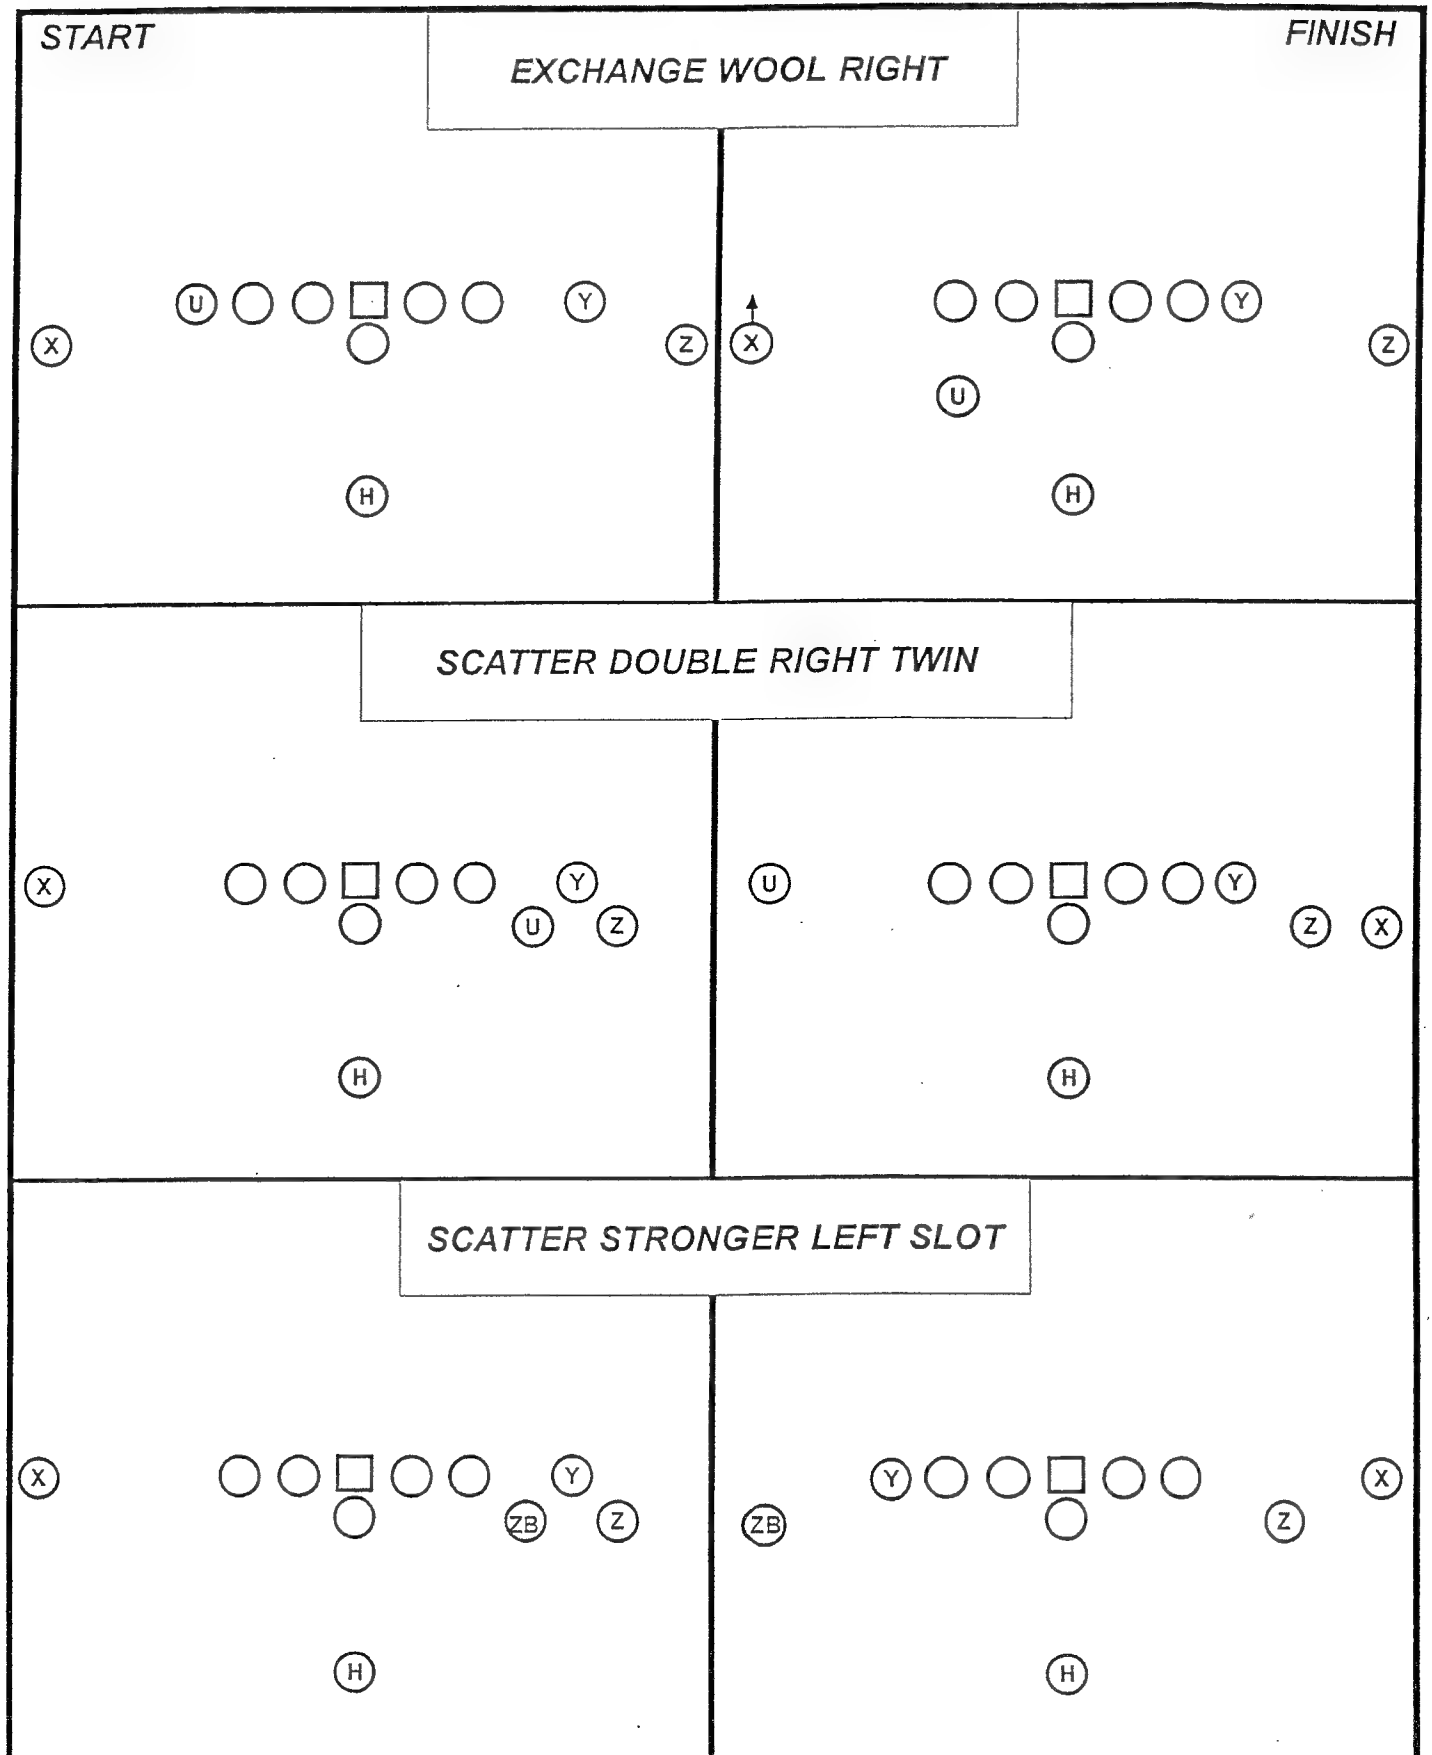 START
FINISH
EXCHANGE WOOL RIGHT
U Y Y
X Z X Z
U
H H
SCATTER DOUBLE RIGHT TWIN
X Y U Y
U Z Z X
H H
SCATTER STRONGER LEFT SLOT
X Y Y X
ZB Z ZB Z
H H